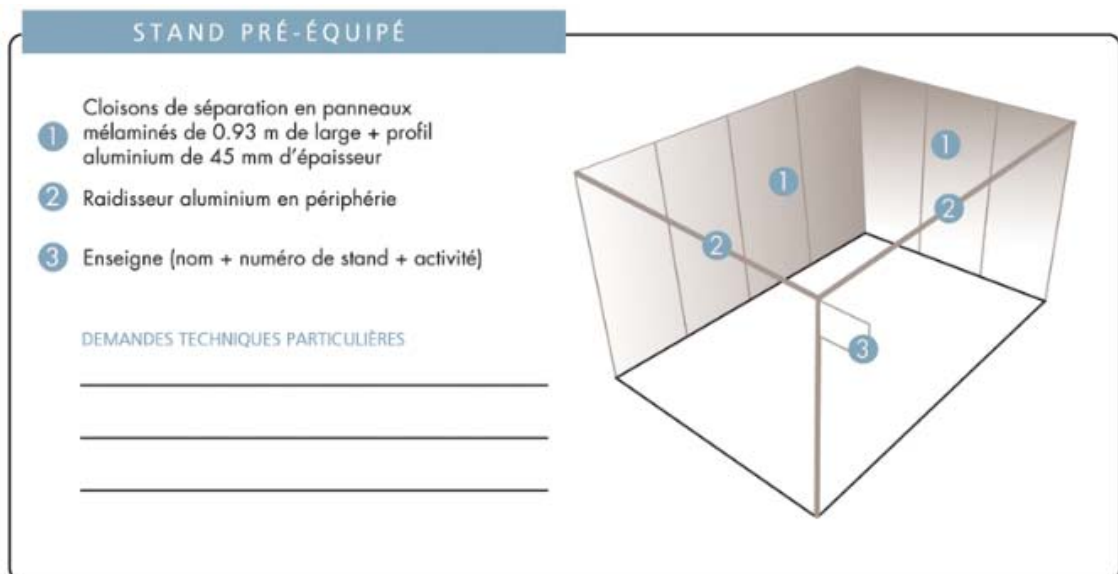 STAND PRÉ-ÉQUIPÉ
1 Cloisons de séparation en panneaux
mélaminés de 0.93 m de large + profil
aluminium de 45 mm d'épaisseur
2 Raidisseur aluminium en périphérie
3 Enseigne (nom + numéro de stand + activité)
DEMANDES TECHNIQUES PARTICULIÈRES
1
1
2
2
3